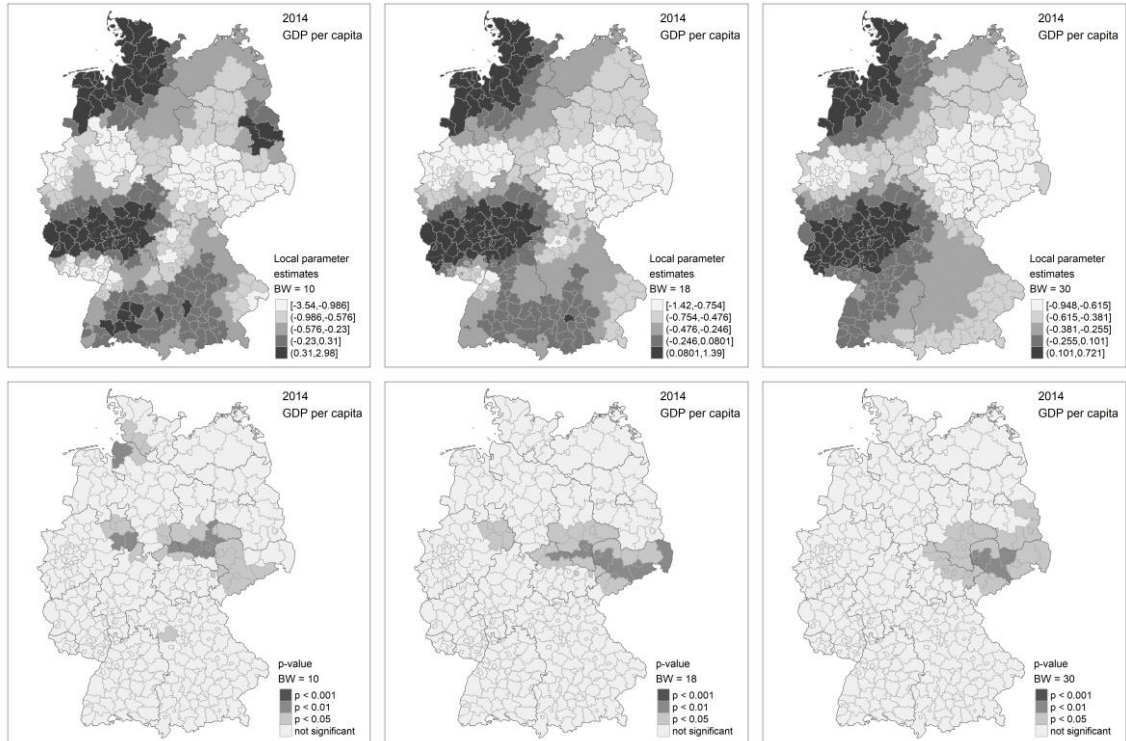 2014
GDP per capita
Local parameter
estimates
BW = 10
[-3.54,-0.986]
(-0.986,-0.576]
(-0.576,-0.23]
(-0.23,0.31]
(0.31,2.98]
2014
GDP per capita
Local parameter
estimates
BW = 18
[-1.42,-0.754]
(-0.754,-0.476]
(-0.476,-0.246]
(-0.246,0.0801]
(0.0801,1.39]
2014
GDP per capita
Local parameter
estimates
BW = 30
[-0.948,-0.615]
(-0.615,-0.381]
(-0.381,-0.255]
(-0.255,0.101]
(0.101,0.721]
2014
GDP per capita
p-value
BW = 10
p < 0.001
p < 0.01
p < 0.05
not significant
2014
GDP per capita
p-value
BW = 18
p < 0.001
p < 0.01
p < 0.05
not significant
2014
GDP per capita
p-value
BW = 30
p < 0.001
p < 0.01
p < 0.05
not significant